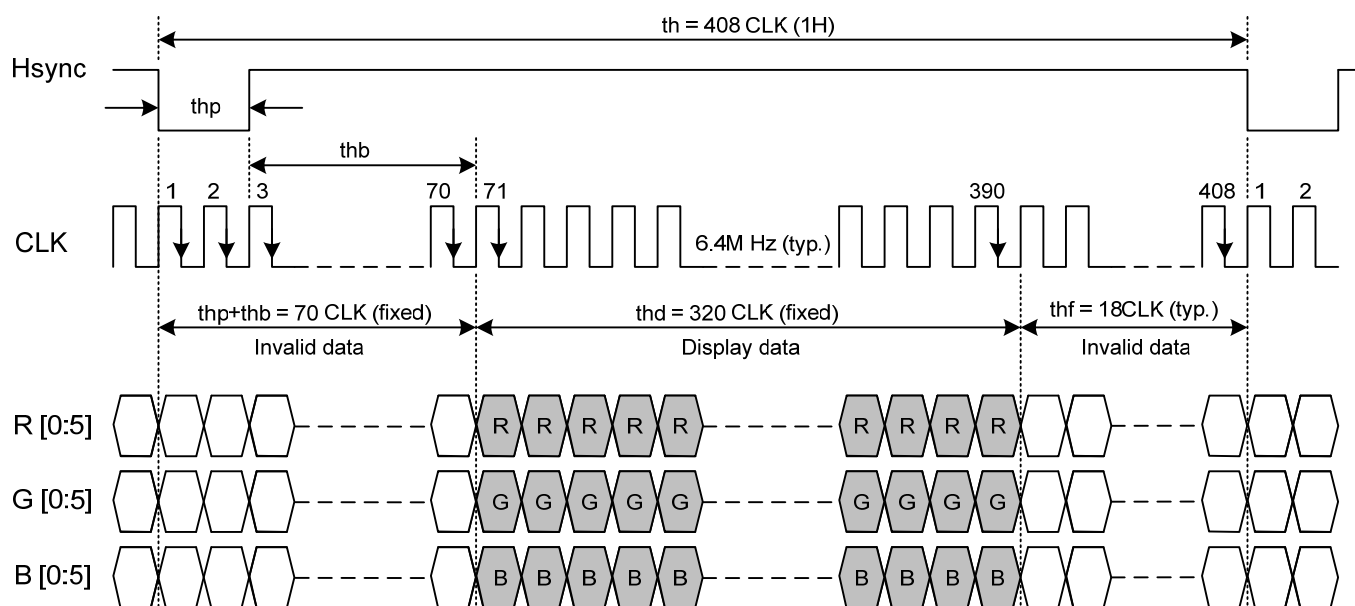 th = 408 CLK (1H)
Hsync
thp
thb
1 2 3 70 71 390 408 1 2
CLK
6.4M Hz (typ.)
thp+thb = 70 CLK (fixed) thd = 320 CLK (fixed) thf = 18CLK (typ.)
Invalid data Display data Invalid data
R [0:5] R R R R R R R R R
G [0:5] G G G G G G G G G
B [0:5] B B B B B B B B B